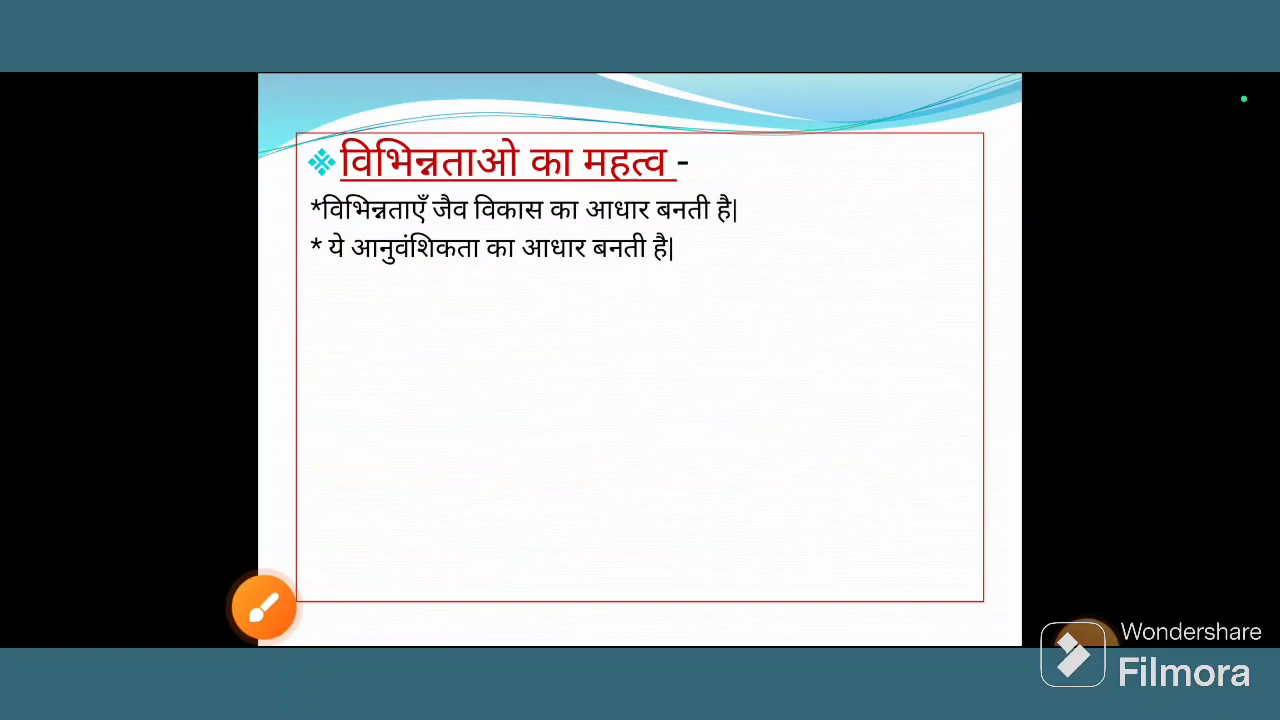 विभिन्नताओ का महत्व -
*विभिन्नताएँ जैव विकास का आधार बनती है|
* ये आनुवंशिकता का आधार बनती है|
Wondershare
Filmora